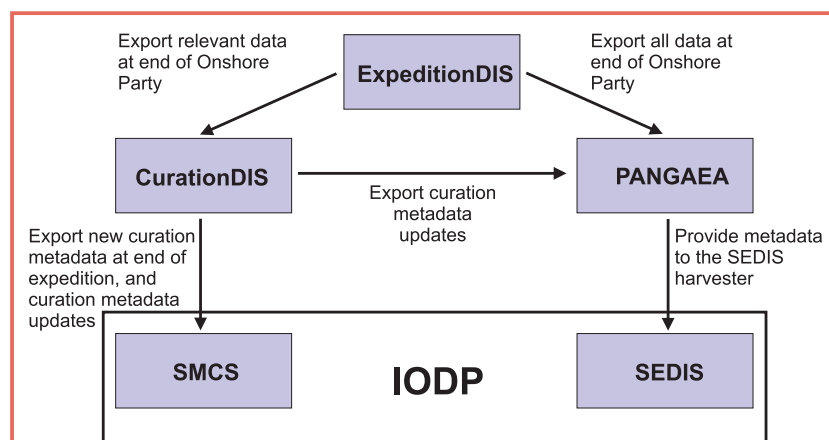 Export relevant data
at end of Onshore
Party
ExpeditionDIS
Export all data at
end of Onshore
Party
CurationDIS
Export curation
metadata
updates
PANGAEA
Export new curation
metadata at end of
expedition, and
curation metadata
updates
Provide metadata
to the SEDIS
harvester
SMCS
IODP
SEDIS